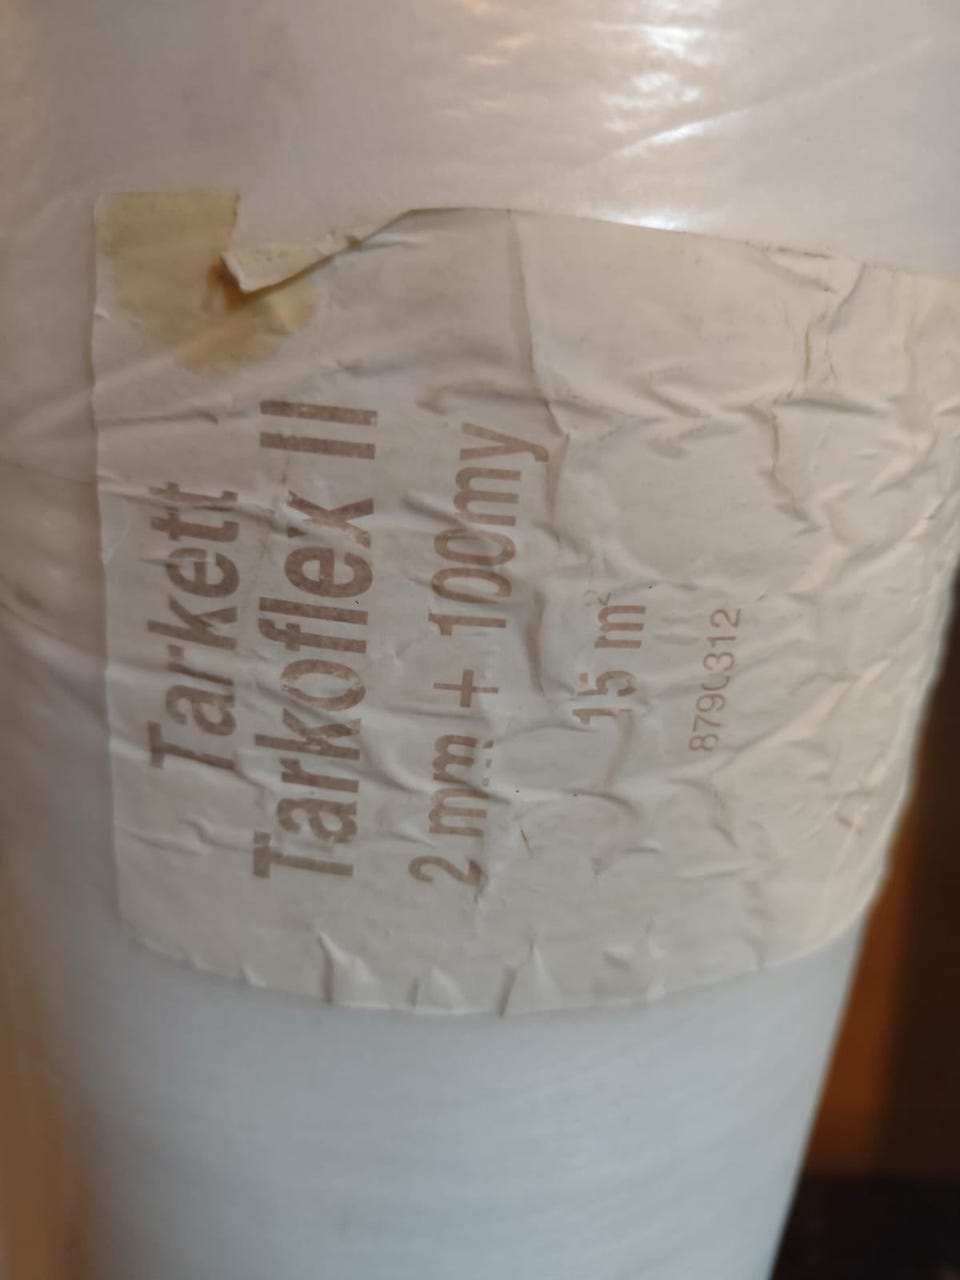 Tarkett
Tarkoflex II
2 mm + 100my
15 m²
8790312